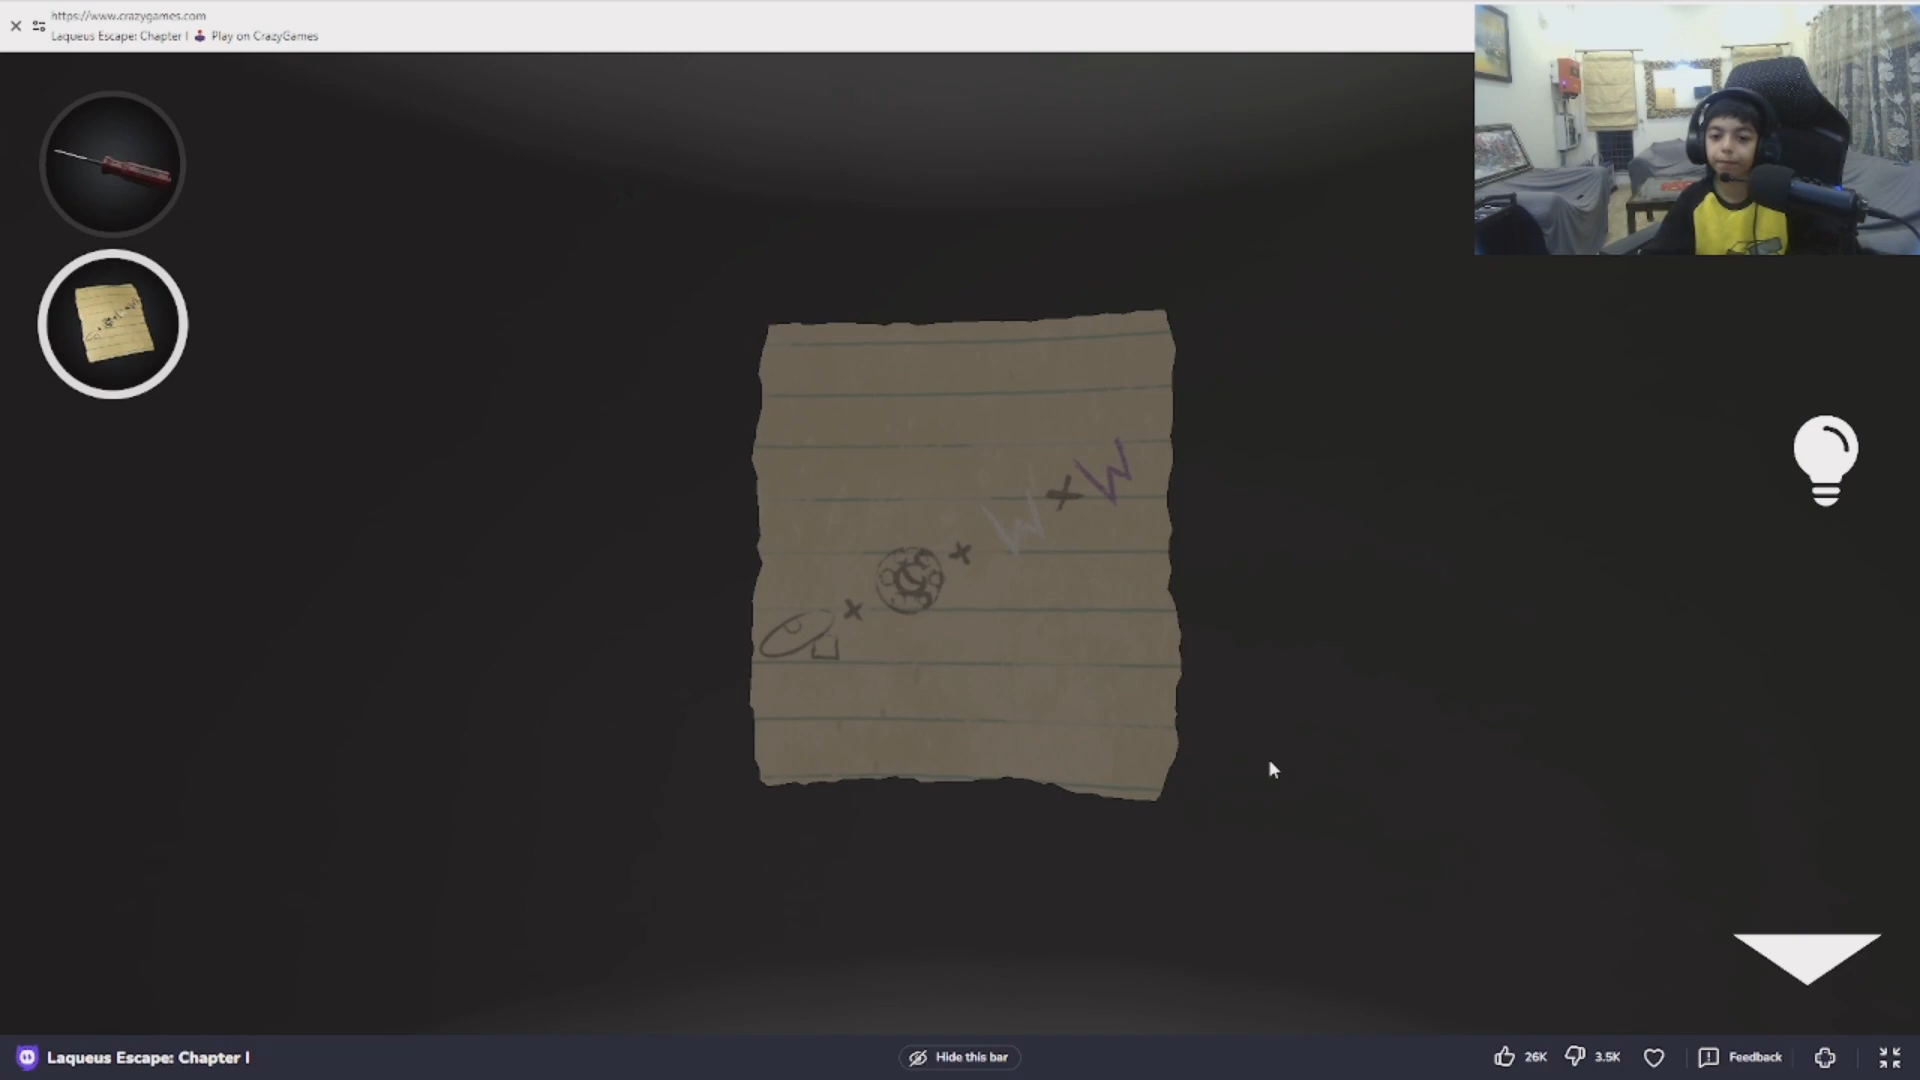 https://www.crazygames.com
Laqueus Escape: Chapter I 🕹️ Play on CrazyGames
W x W
x
x
Laqueus Escape: Chapter I
Hide this bar
26K
3.5K
Feedback